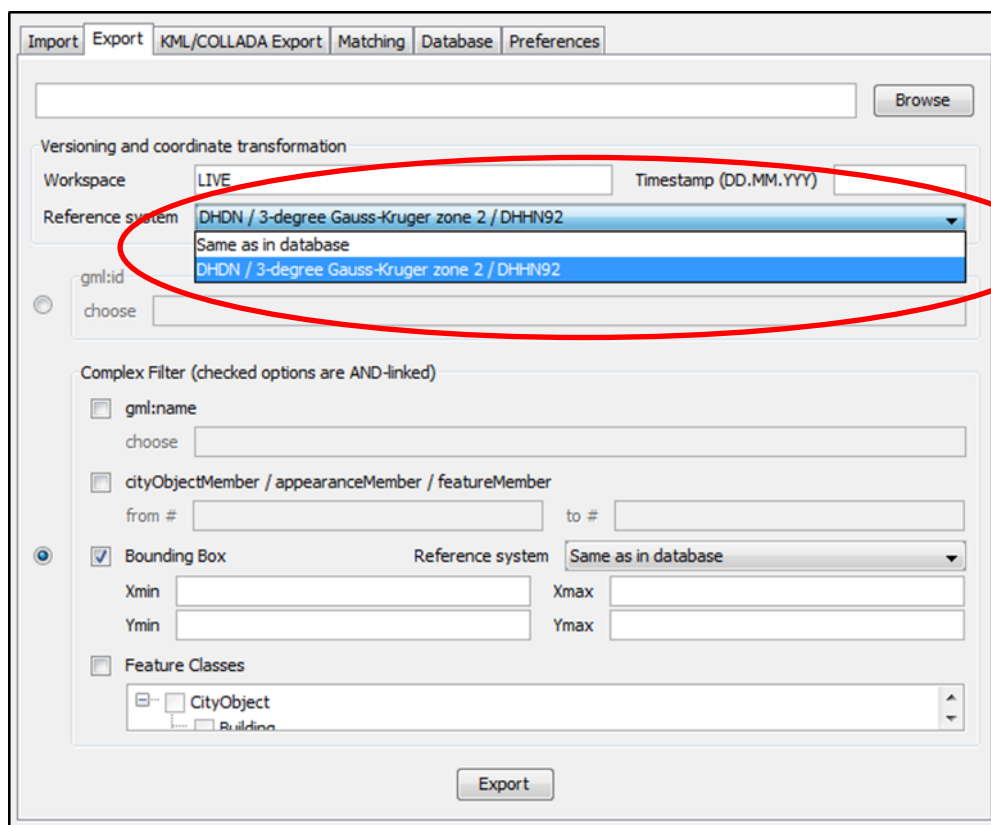 Import Export KML/COLLADA Export Matching Database Preferences
Browse
Versioning and coordinate transformation
Workspace LIVE Timestamp (DD.MM.YYY)
Reference system DHDN / 3-degree Gauss-Kruger zone 2 / DHHN92
Same as in database
DHDN / 3-degree Gauss-Kruger zone 2 / DHHN92
gml:id
choose
Complex Filter (checked options are AND-linked)
gml:name
choose
cityObjectMember / appearanceMember / featureMember
from # to #
Bounding Box Reference system Same as in database
Xmin Xmax
Ymin Ymax
Feature Classes
CityObject
Building
Export